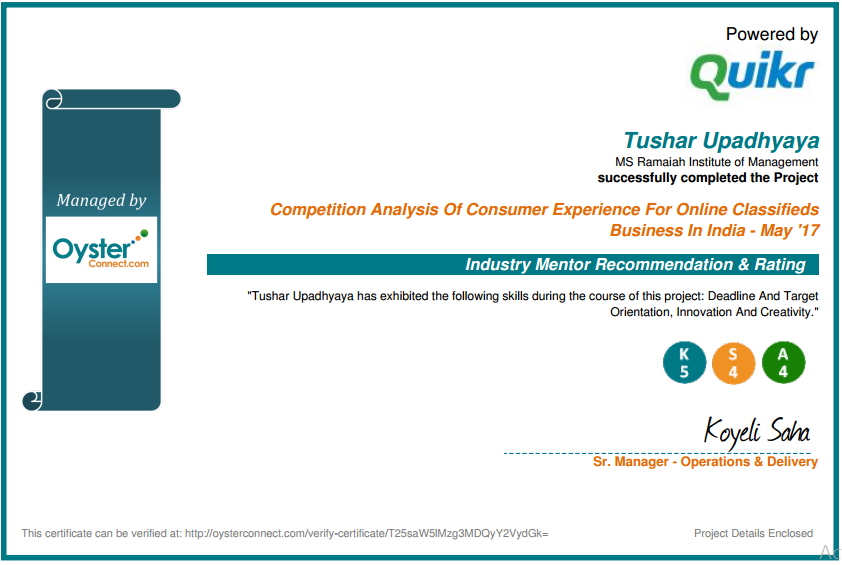 Powered by
Quikr
Tushar Upadhyaya
MS Ramaiah Institute of Management
successfully completed the Project
Managed by
Oyster
Connect.com
Competition Analysis Of Consumer Experience For Online Classifieds
Business In India - May '17
Industry Mentor Recommendation & Rating
"Tushar Upadhyaya has exhibited the following skills during the course of this project: Deadline And Target
Orientation, Innovation And Creativity."
K S A
5 4 4
Koyeli Saha
Sr. Manager - Operations & Delivery
This certificate can be verified at: http://oysterconnect.com/verify-certificate/T25saW5lMzg3MDQyY2VydGk=
Project Details Enclosed